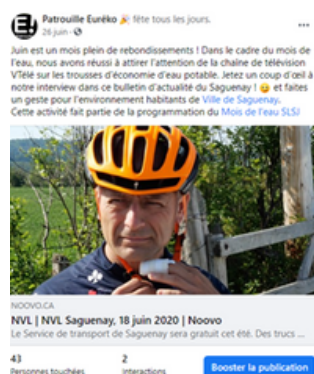 Patrouille Eurêko 🎉 fête tous les jours.
26 juin ·
Juin est un mois plein de rebondissements ! Dans le cadre du mois de
l'eau, nous avons réussi à attirer l'attention de la chaîne de télévision
VTélé sur les trousses d'économie d'eau potable. Jetez un coup d'œil à
notre interview dans ce bulletin d'actualité du Saguenay ! 😉 et faites
un geste pour l'environnement habitants de Ville de Saguenay.
Cette activité fait partie de la programmation du Mois de l'eau SLSJ
NOOVO.CA
NVL | NVL Saguenay, 18 juin 2020 | Noovo
Le Service de transport de Saguenay sera gratuit cet été. Des trucs ...
43
Personnes touchées
2
Interactions
Booster la publication